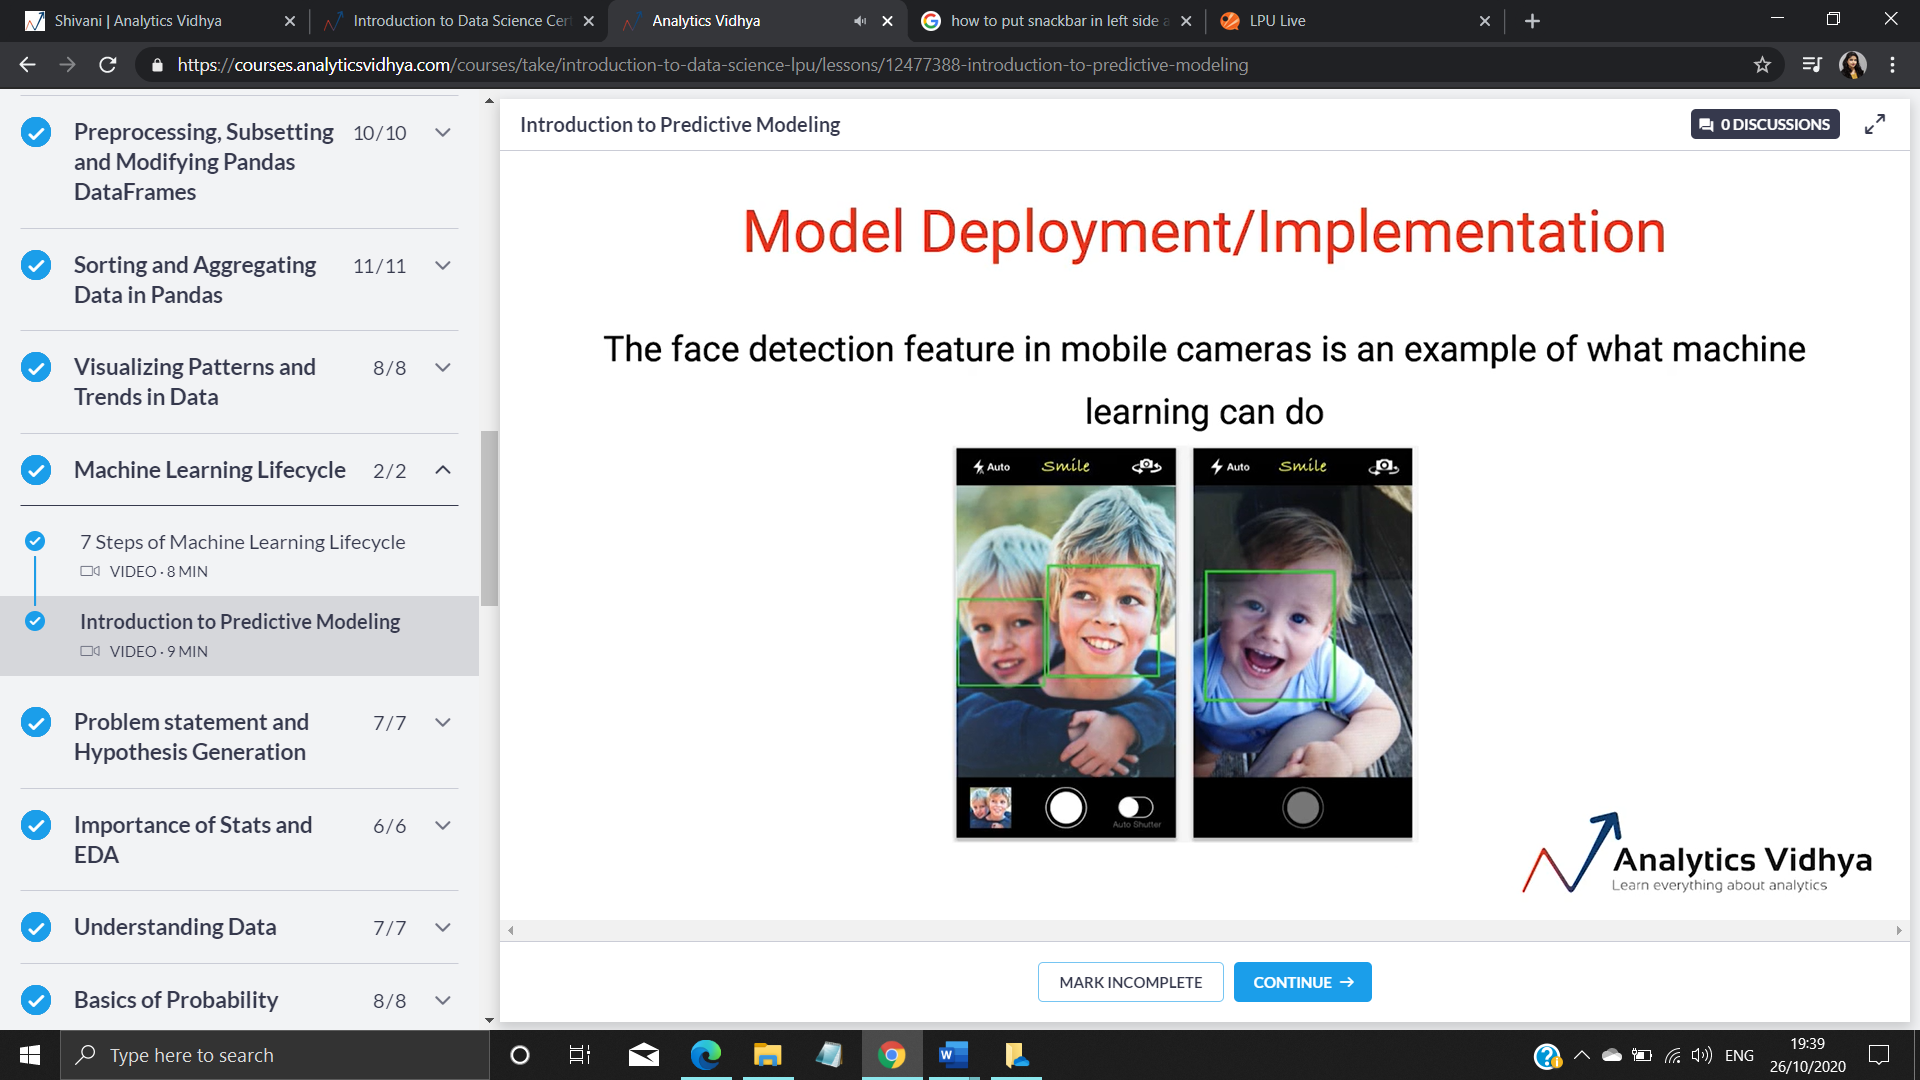 Shivani | Analytics Vidhya
Introduction to Data Science Cert
Analytics Vidhya
how to put snackbar in left side a
LPU Live
https://courses.analyticsvidhya.com/courses/take/introduction-to-data-science-lpu/lessons/12477388-introduction-to-predictive-modeling
Preprocessing, Subsetting 10/10
and Modifying Pandas
DataFrames
Sorting and Aggregating 11/11
Data in Pandas
Visualizing Patterns and 8/8
Trends in Data
Machine Learning Lifecycle 2/2
7 Steps of Machine Learning Lifecycle
VIDEO · 8 MIN
Introduction to Predictive Modeling
VIDEO · 9 MIN
Problem statement and 7/7
Hypothesis Generation
Importance of Stats and 6/6
EDA
Understanding Data 7/7
Basics of Probability 8/8
Introduction to Predictive Modeling
0 DISCUSSIONS
Model Deployment/Implementation
The face detection feature in mobile cameras is an example of what machine
learning can do
Auto Smile
Auto Smile
Auto Shutter
Analytics Vidhya
Learn everything about analytics
MARK INCOMPLETE
CONTINUE →
Type here to search
ENG
19:39
26/10/2020